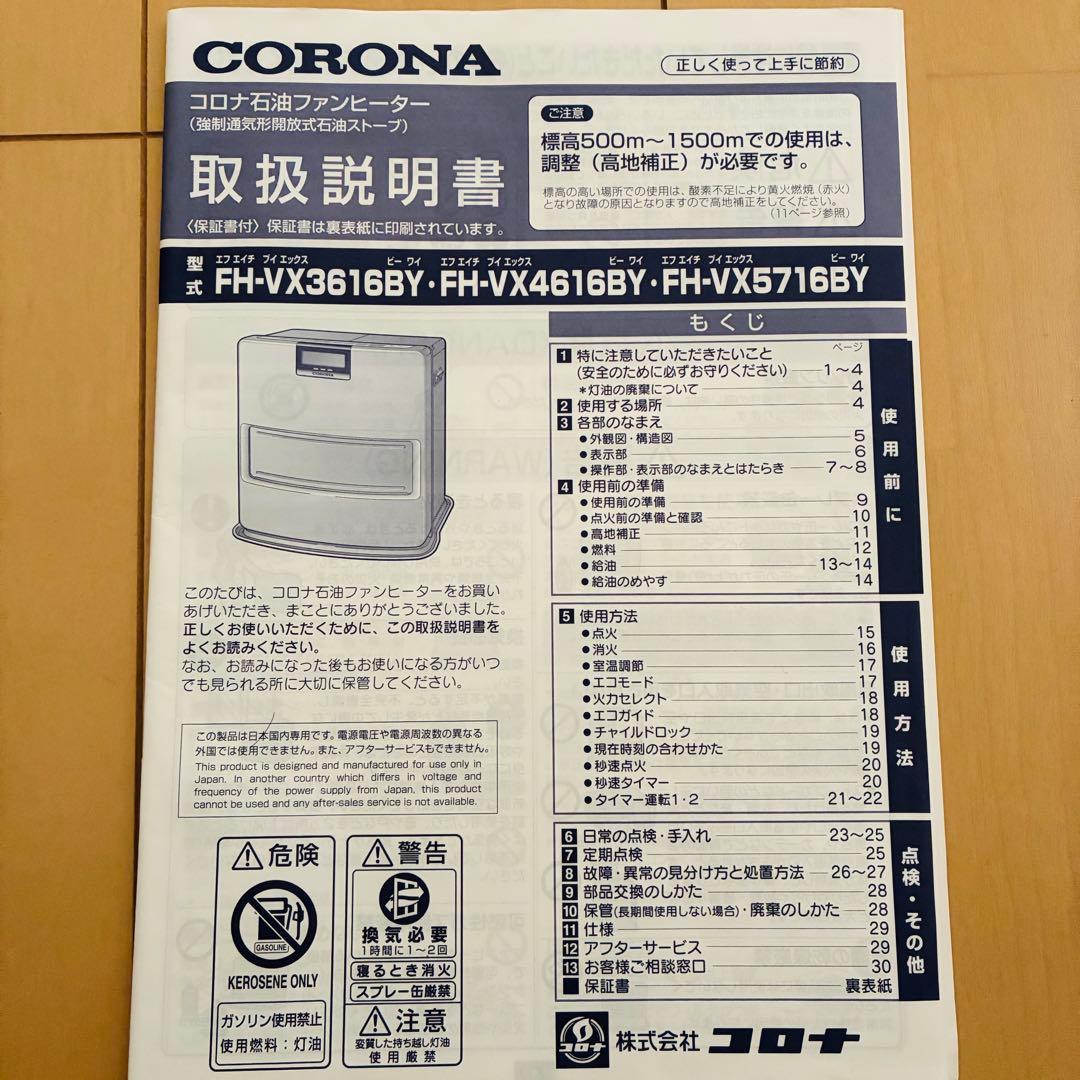 CORONA
正しく使って上手に節約
コロナ石油ファンヒーター
(強制通気形開放式石油ストーブ)
取扱説明書
〈保証書付〉保証書は裏表紙に印刷されています。
ご注意
標高500m～1500mでの使用は、
調整（高地補正）が必要です。
標高の高い場所での使用は、酸素不足により黄火燃焼（赤火）
となり故障の原因となりますので高地補正をしてください。
(11ページ参照)
型式
エフ エイチ ブイ エックス ビー ワイ エフ エイチ ブイ エックス ビー ワイ エフ エイチ ブイ エックス ビー ワイ
FH-VX3616BY・FH-VX4616BY・FH-VX5716BY
CORONA
このたびは、コロナ石油ファンヒーターをお買い
あげいただき、まことにありがとうございました。
正しくお使いいただくために、この取扱説明書を
よくお読みください。
なお、お読みになった後もお使いになる方がいつ
でも見られる所に大切に保管してください。
この製品は日本国内専用です。電源電圧や電源周波数の異なる
外国では使用できません。また、アフターサービスもできません。
This product is designed and manufactured for use only in
Japan. In another country which differs in voltage and
frequency of the power supply from Japan, this product
cannot be used and any after-sales service is not available.
危険
GASOLINE
KEROSENE ONLY
ガソリン使用禁止
使用燃料：灯油
警告
換気必要
1時間に1～2回
寝るとき消火
スプレー缶厳禁
注意
変質した持ち越し灯油
使用厳禁
もくじ
ページ
1 特に注意していただきたいこと
(安全のために必ずお守りください) 1～4
＊灯油の廃棄について 4
2 使用する場所 4
3 各部のなまえ
●外観図・構造図 5
●表示部 6
●操作部・表示部のなまえとはたらき 7～8
4 使用前の準備
●使用前の準備 9
●点火前の準備と確認 10
●高地補正 11
●燃料 12
●給油 13～14
●給油のめやす 14
使用前に
5 使用方法
●点火 15
●消火 16
●室温調節 17
●エコモード 17
●火力セレクト 18
●エコガイド 18
●チャイルドロック 19
●現在時刻の合わせかた 19
●秒速点火 20
●秒速タイマー 20
●タイマー運転1・2 21～22
使用方法
6 日常の点検・手入れ 23～25
7 定期点検 25
8 故障・異常の見分け方と処置方法 26～27
9 部品交換のしかた 28
10 保管(長期間使用しない場合)・廃棄のしかた 28
11 仕様 29
12 アフターサービス 29
13 お客様ご相談窓口 30
■ 保証書 裏表紙
点検・その他
株式会社 コロナ